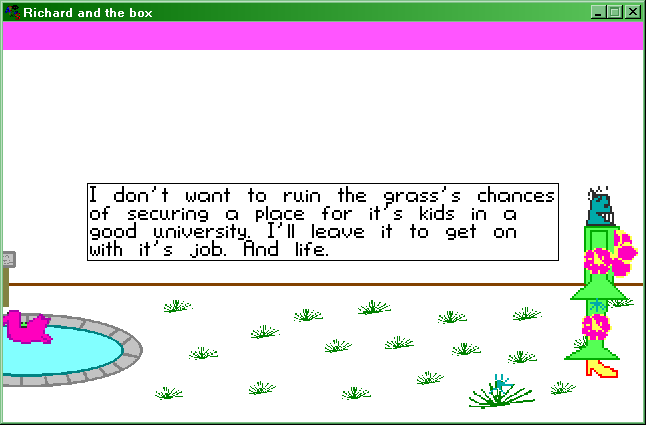 Richard and the box
I don't want to ruin the grass's chances
of securing a place for it's kids in a
good university. I'll leave it to get on
with it's job. And life.